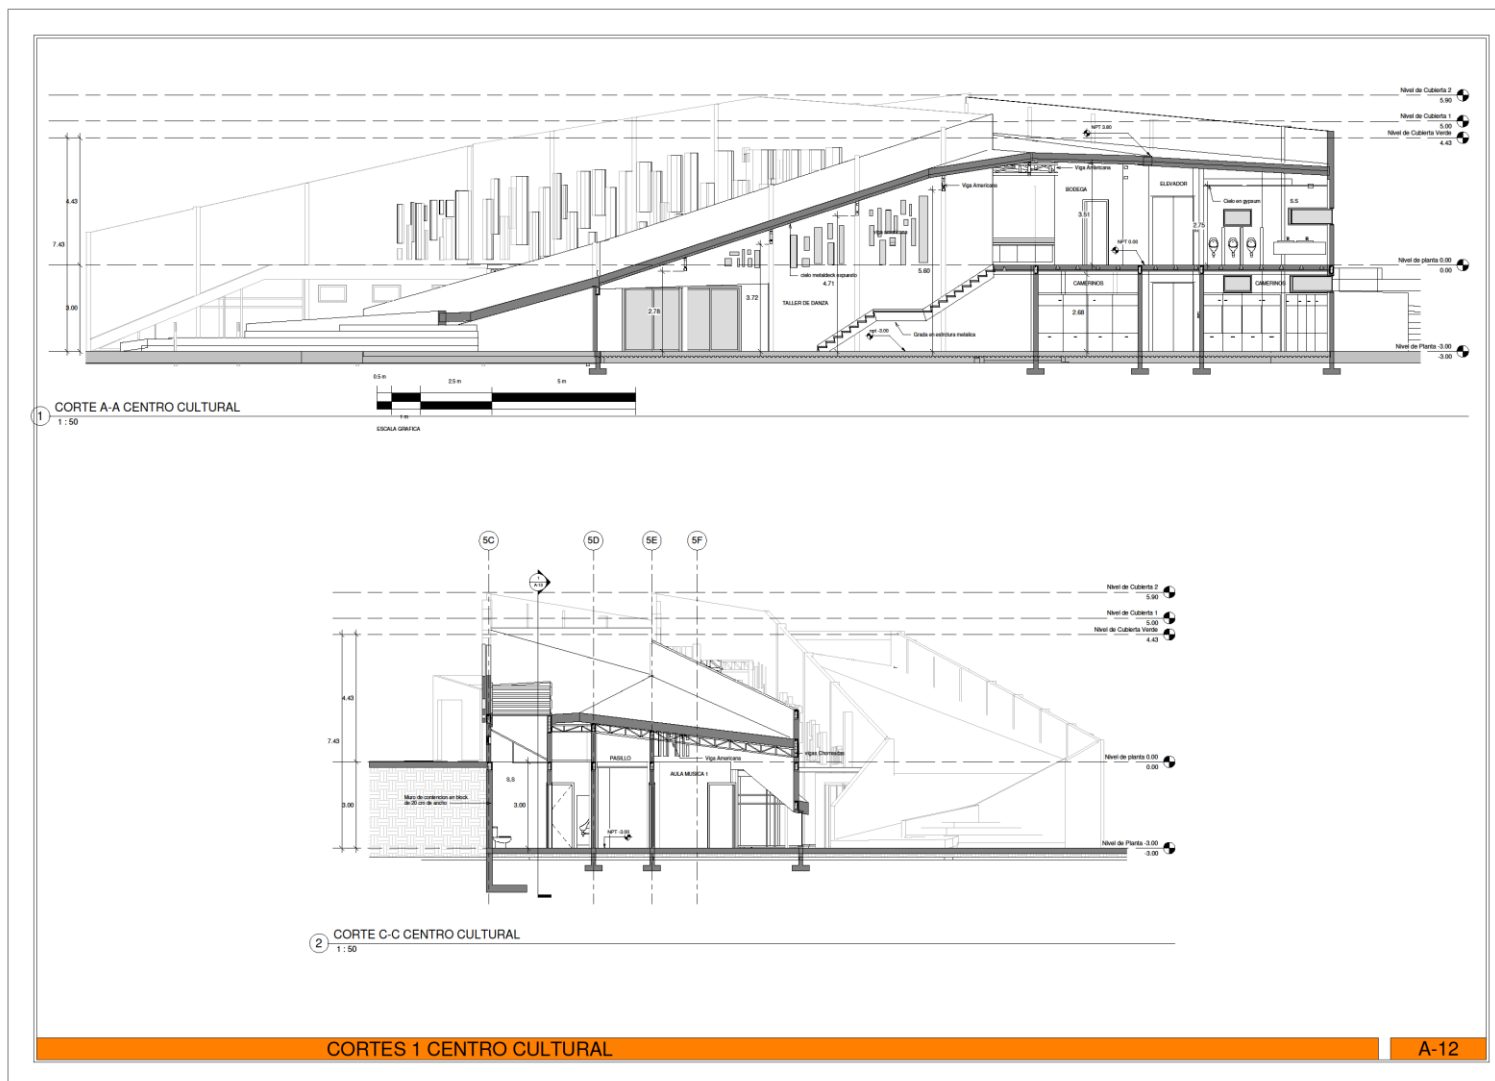 Nivel de Cubierta 2
5.90
Nivel de Cubierta 1
5.00
Nivel de Cubierta Verde
4.43
NPT 3.80
Viga Americana
Viga Americana
BODEGA
ELEVADOR
Cielo en gypsum
S.S
4.43
7.43
3.51
2.75
viga americana
NPT 0.00
Nivel de planta 0.00
0.00
cielo metaldeck expuesto
4.71
5.60
CAMERINOS
CAMERINOS
3.72
TALLER DE DANZA
3.00
2.78
2.68
npt -3.00
Grada en estrctura metalica
Nivel de Planta -3.00
-3.00
0.5 m
2.5 m
5 m
1 m
ESCALA GRAFICA
1
CORTE A-A CENTRO CULTURAL
1 : 50
5C
5D
5E
5F
1
A-13
Nivel de Cubierta 2
5.90
Nivel de Cubierta 1
5.00
Nivel de Cubierta Verde
4.43
4.43
7.43
PASILLO
Viga Americana
vigas Chorreadas
Nivel de planta 0.00
0.00
S.S
AULA MUSICA 1
Muro de contencion en block
de 20 cm de ancho
3.00
3.00
NPT -3.00
Nivel de Planta -3.00
-3.00
2
CORTE C-C CENTRO CULTURAL
1 : 50
CORTES 1 CENTRO CULTURAL
A-12